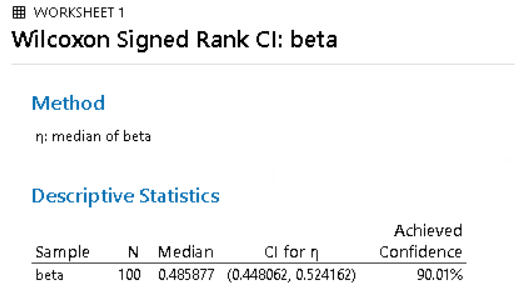 WORKSHEET 1
Wilcoxon Signed Rank CI: beta
Method
η: median of beta
Descriptive Statistics
Achieved
Sample N Median CI for η Confidence
beta 100 0.485877 (0.448062, 0.524162) 90.01%